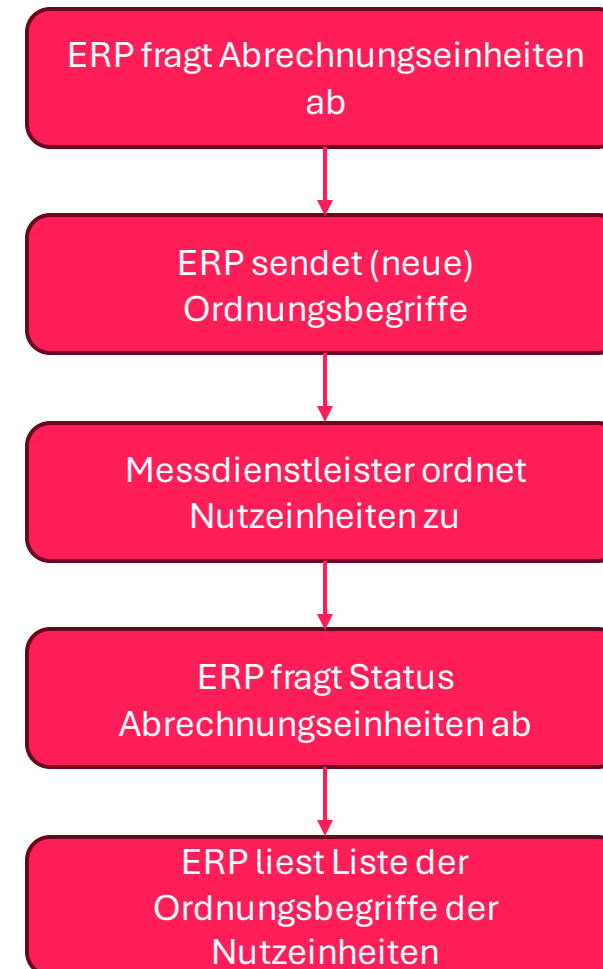 ERP fragt Abrechnungseinheiten
ab
ERP sendet (neue)
Ordnungsbegriffe
Messdienstleister ordnet
Nutzeinheiten zu
ERP fragt Status
Abrechnungseinheiten ab
ERP liest Liste der
Ordnungsbegriffe der
Nutzeinheiten